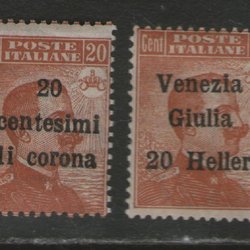 POSTE
ITALIANE 20
20
centesimi
di corona
POSTE
Cent ITALIANE
Venezia
Giulia
20 Heller